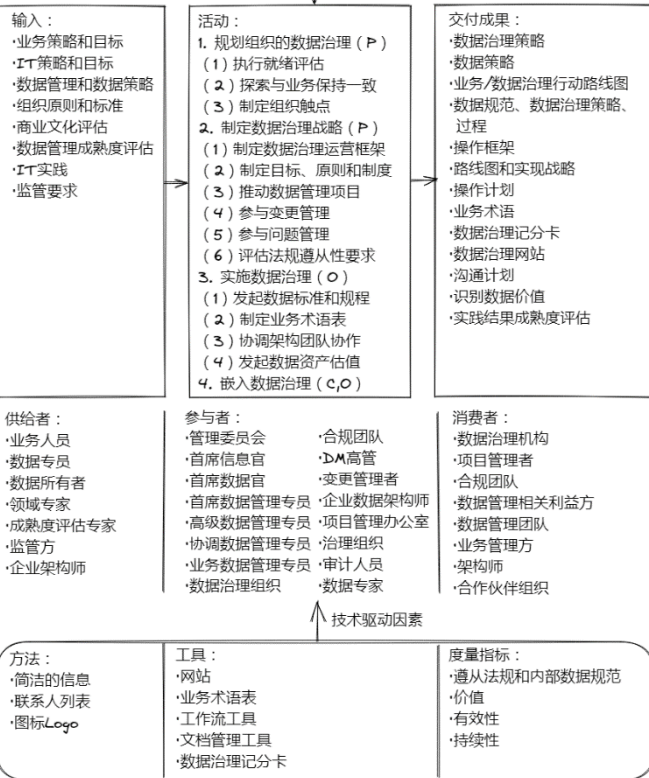 输入：
·业务策略和目标
·IT策略和目标
·数据管理和数据策略
·组织原则和标准
·商业文化评估
·数据管理成熟度评估
·IT实践
·监管要求
活动：
1. 规划组织的数据治理（P）
（1）执行就绪评估
（2）探索与业务保持一致
（3）制定组织触点
2. 制定数据治理战略（P）
（1）制定数据治理运营框架
（2）制定目标、原则和制度
（3）推动数据管理项目
（4）参与变更管理
（5）参与问题管理
（6）评估法规遵从性要求
3. 实施数据治理（O）
（1）发起数据标准和规程
（2）制定业务术语表
（3）协调架构团队协作
（4）发起数据资产估值
4. 嵌入数据治理（C,O）
交付成果：
·数据治理策略
·数据策略
·业务/数据治理行动路线图
·数据规范、数据治理策略、
过程
·操作框架
·路线图和实现战略
·操作计划
·业务术语
·数据治理记分卡
·数据治理网站
·沟通计划
·识别数据价值
·实践结果成熟度评估
供给者：
·业务人员
·数据专员
·数据所有者
·领域专家
·成熟度评估专家
·监管方
·企业架构师
参与者：
·管理委员会
·首席信息官
·首席数据官
·首席数据管理专员
·高级数据管理专员
·协调数据管理专员
·业务数据管理专员
·数据治理组织
·合规团队
·DM高管
·变更管理者
·企业数据架构师
·项目管理办公室
·治理组织
·审计人员
·数据专家
消费者：
·数据治理机构
·项目管理者
·合规团队
·数据管理相关利益方
·数据管理团队
·业务管理方
·架构师
·合作伙伴组织
技术驱动因素
方法：
·简洁的信息
·联系人列表
·图标Logo
工具：
·网站
·业务术语表
·工作流工具
·文档管理工具
·数据治理记分卡
度量指标：
·遵从法规和内部数据规范
·价值
·有效性
·持续性